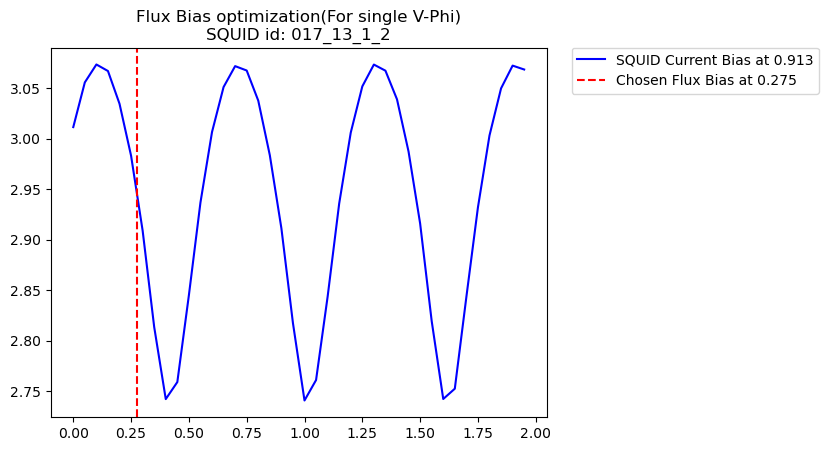 Flux Bias optimization(For single V-Phi)
SQUID id: 017_13_1_2
SQUID Current Bias at 0.913
Chosen Flux Bias at 0.275
3.05
3.00
2.95
2.90
2.85
2.80
2.75
0.00 0.25 0.50 0.75 1.00 1.25 1.50 1.75 2.00